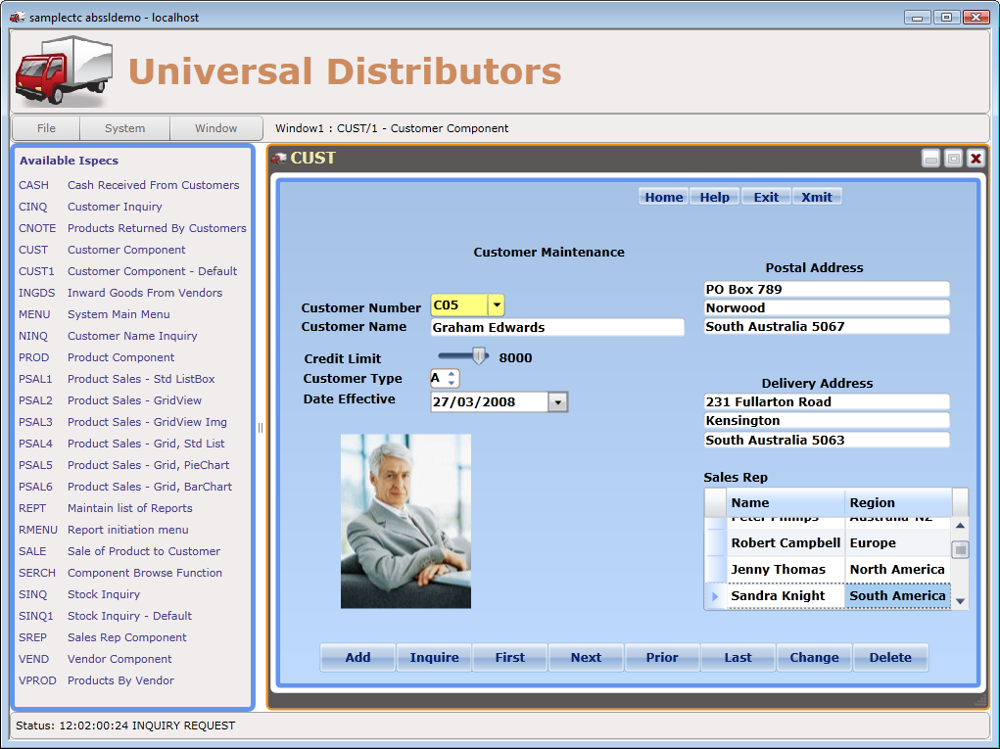 samplectc abssldemo - localhost
Universal Distributors
File System Window Window1 : CUST/1 - Customer Component
Available Ispecs
CASH Cash Received From Customers
CINQ Customer Inquiry
CNOTE Products Returned By Customers
CUST Customer Component
CUST1 Customer Component - Default
INGDS Inward Goods From Vendors
MENU System Main Menu
NINQ Customer Name Inquiry
PROD Product Component
PSAL1 Product Sales - Std ListBox
PSAL2 Product Sales - GridView
PSAL3 Product Sales - GridView Img
PSAL4 Product Sales - Grid, Std List
PSAL5 Product Sales - Grid, PieChart
PSAL6 Product Sales - Grid, BarChart
REPT Maintain list of Reports
RMENU Report initiation menu
SALE Sale of Product to Customer
SERCH Component Browse Function
SINQ Stock Inquiry
SINQ1 Stock Inquiry - Default
SREP Sales Rep Component
VEND Vendor Component
VPROD Products By Vendor
CUST
Home Help Exit Xmit
Customer Maintenance
Customer Number C05
Customer Name Graham Edwards
Credit Limit 8000
Customer Type A
Date Effective 27/03/2008
Postal Address
PO Box 789
Norwood
South Australia 5067
Delivery Address
231 Fullarton Road
Kensington
South Australia 5063
Sales Rep
Name Region
Peter Phillips Australia-NZ
Robert Campbell Europe
Jenny Thomas North America
Sandra Knight South America
Add Inquire First Next Prior Last Change Delete
Status: 12:02:00:24 INQUIRY REQUEST